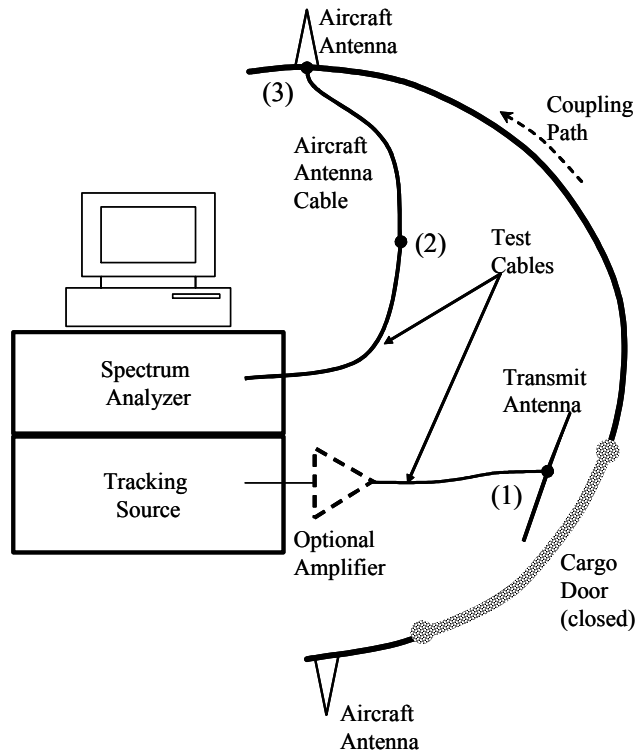 Aircraft
Antenna
(3)
Coupling
Path
Aircraft
Antenna
Cable
(2)
Test
Cables
Spectrum
Analyzer
Transmit
Antenna
Tracking
Source
(1)
Optional
Amplifier
Cargo
Door
(closed)
Aircraft
Antenna